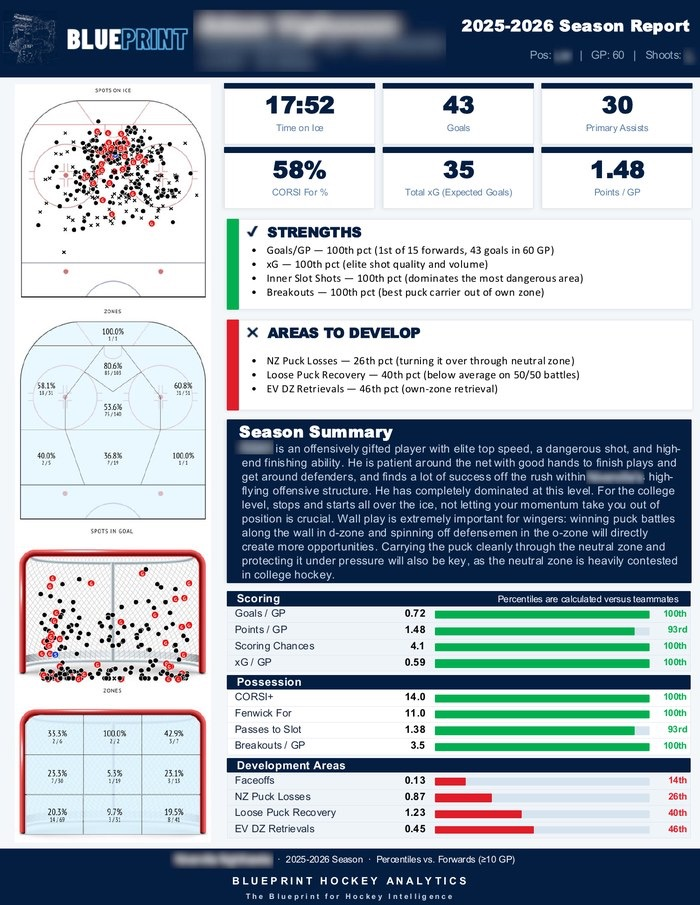 BLUEPRINT
2025-2026 Season Report
Pos: | GP: 60 | Shoots:
SPOTS ON ICE
ZONES
100.0%
1/1
80.6%
58.1%
60.8%
53.6%
40.0%
2/5
36.8%
7/19
100.0%
1/1
SPOTS IN GOAL
ZONES
33.3%
2/6
100.0%
2/2
42.9%
3/7
23.3%
7/30
5.3%
1/19
23.1%
3/13
20.3%
14/69
9.7%
3/31
19.5%
8/41
17:52
Time on Ice
43
Goals
30
Primary Assists
58%
CORSI For %
35
Total xG (Expected Goals)
1.48
Points / GP
✓ STRENGTHS
• Goals/GP — 100th pct (1st of 15 forwards, 43 goals in 60 GP)
• xG — 100th pct (elite shot quality and volume)
• Inner Slot Shots — 100th pct (dominates the most dangerous area)
• Breakouts — 100th pct (best puck carrier out of own zone)
✕ AREAS TO DEVELOP
• NZ Puck Losses — 26th pct (turning it over through neutral zone)
• Loose Puck Recovery — 40th pct (below average on 50/50 battles)
• EV DZ Retrievals — 46th pct (own-zone retrieval)
Season Summary
is an offensively gifted player with elite top speed, a dangerous shot, and high-
end finishing ability. He is patient around the net with good hands to finish plays and
get around defenders, and finds a lot of success off the rush within high-
flying offensive structure. He has completely dominated at this level. For the college
level, stops and starts all over the ice, not letting your momentum take you out of
position is crucial. Wall play is extremely important for wingers: winning puck battles
along the wall in d-zone and spinning off defensemen in the o-zone will directly
create more opportunities. Carrying the puck cleanly through the neutral zone and
protecting it under pressure will also be key, as the neutral zone is heavily contested
in college hockey.
Scoring Percentiles are calculated versus teammates
Goals / GP 0.72 100th
Points / GP 1.48 93rd
Scoring Chances 4.1 100th
xG / GP 0.59 100th
Possession
CORSI+ 14.0 100th
Fenwick For 11.0 100th
Passes to Slot 1.38 93rd
Breakouts / GP 3.5 100th
Development Areas
Faceoffs 0.13 14th
NZ Puck Losses 0.87 26th
Loose Puck Recovery 1.23 40th
EV DZ Retrievals 0.45 46th
· 2025-2026 Season · Percentiles vs. Forwards (≥10 GP)
BLUEPRINT HOCKEY ANALYTICS
The Blueprint for Hockey Intelligence